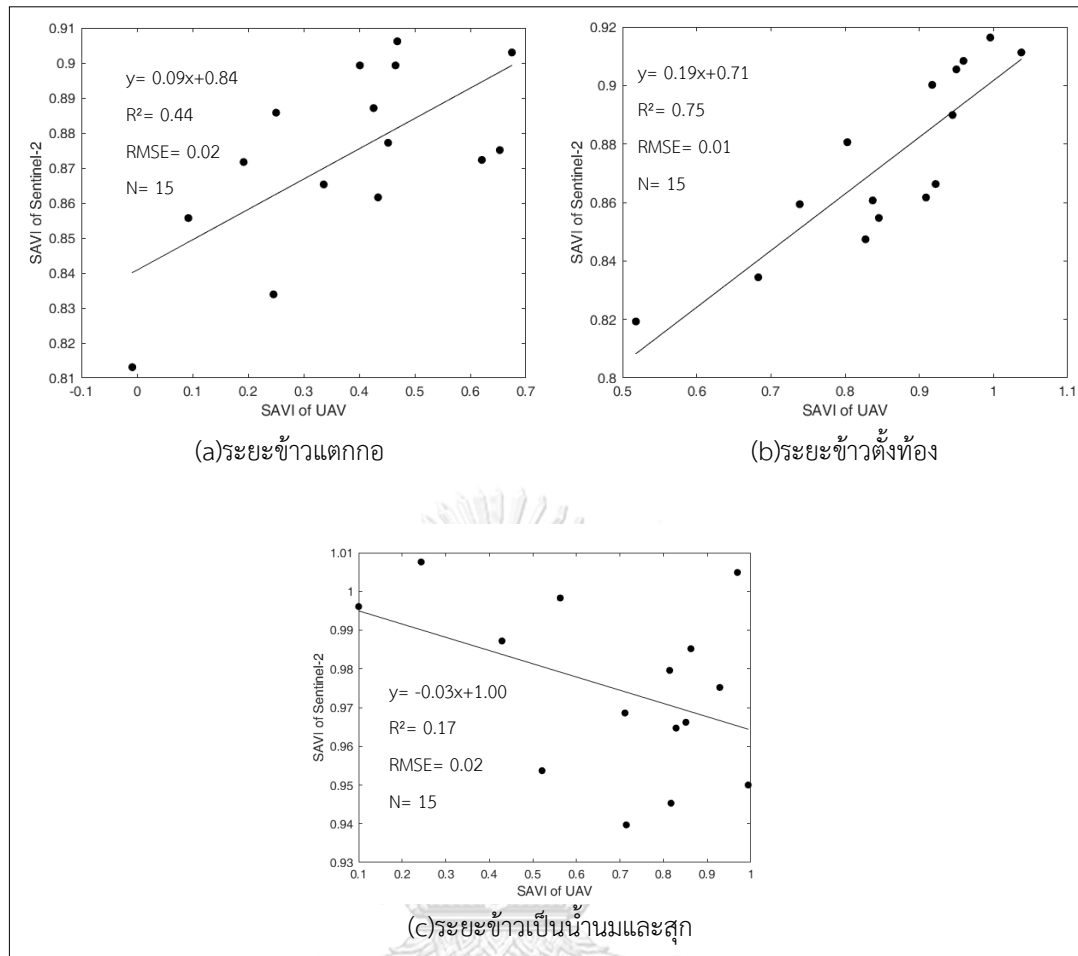 0.91
0.9
0.89
0.88
0.87
0.86
0.85
0.84
0.83
0.82
0.81
SAVI of Sentinel-2
y= 0.09x+0.84
R²= 0.44
RMSE= 0.02
N= 15
-0.1 0 0.1 0.2 0.3 0.4 0.5 0.6 0.7
SAVI of UAV
(a)ระยะข้าวแตกกอ
0.92
0.9
0.88
0.86
0.84
0.82
0.8
SAVI of Sentinel-2
y= 0.19x+0.71
R²= 0.75
RMSE= 0.01
N= 15
0.5 0.6 0.7 0.8 0.9 1 1.1
SAVI of UAV
(b)ระยะข้าวตั้งท้อง
1.01
1
0.99
0.98
0.97
0.96
0.95
0.94
0.93
SAVI of Sentinel-2
y= -0.03x+1.00
R²= 0.17
RMSE= 0.02
N= 15
0.1 0.2 0.3 0.4 0.5 0.6 0.7 0.8 0.9 1
SAVI of UAV
(c)ระยะข้าวเป็นน้ำนมและสุก